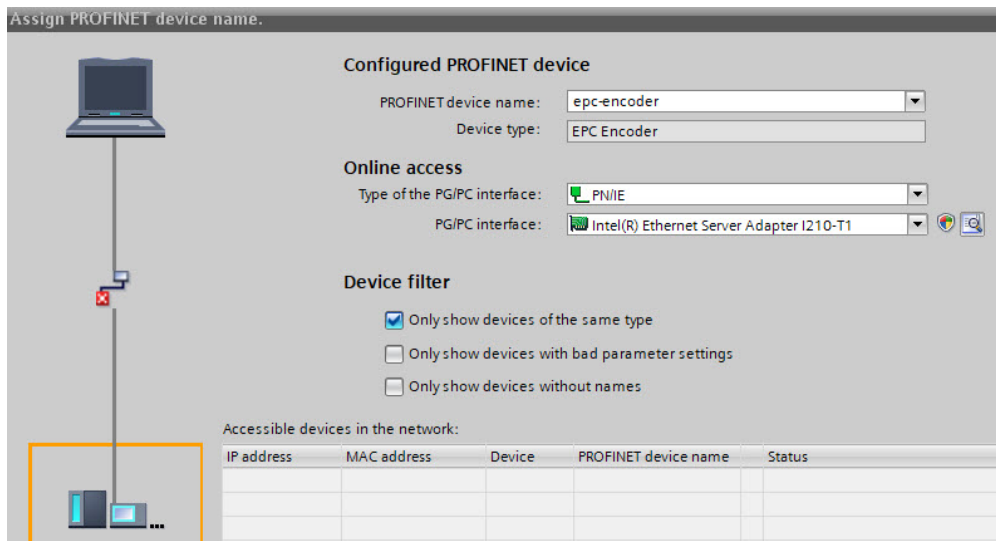 Assign PROFINET device name.
Configured PROFINET device
PROFINET device name: epc-encoder
Device type: EPC Encoder
Online access
Type of the PG/PC interface: PN/IE
PG/PC interface: Intel(R) Ethernet Server Adapter I210-T1
Device filter
Only show devices of the same type
Only show devices with bad parameter settings
Only show devices without names
Accessible devices in the network:
IP address MAC address Device PROFINET device name Status
...